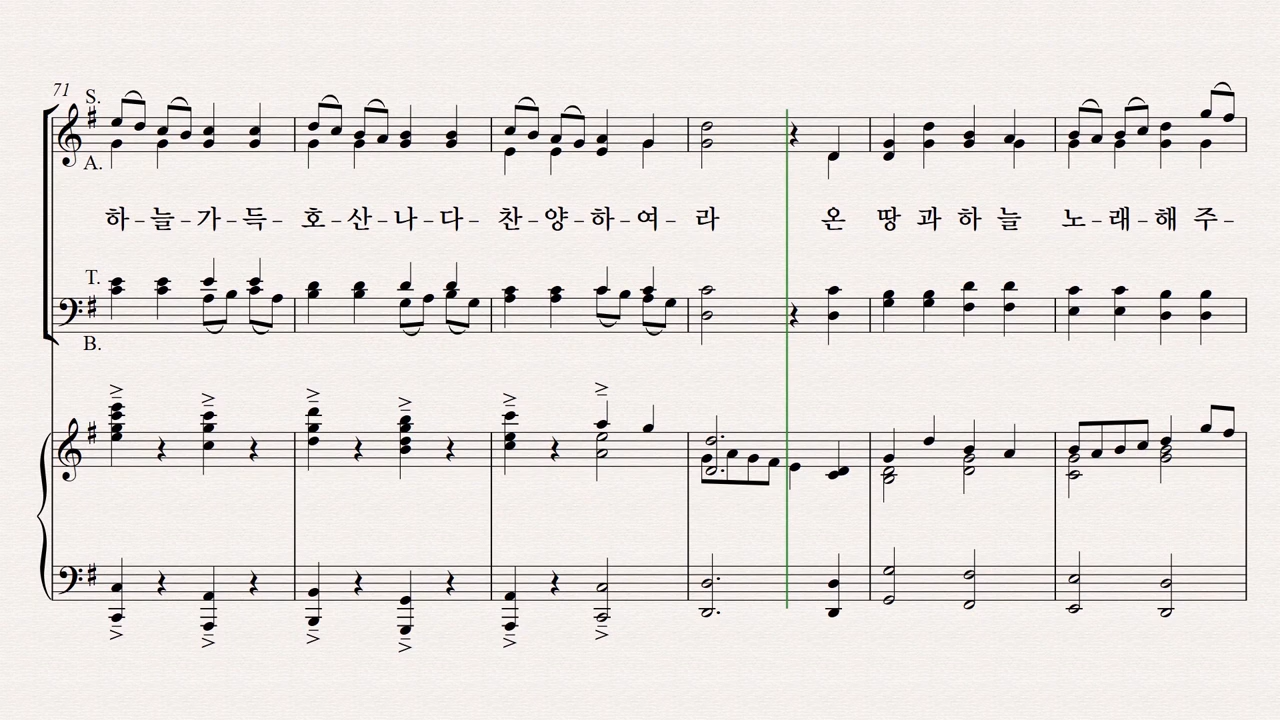 71
S.
A.
하 – 늘 – 가 – 득 – 호 – 산 – 나 – 다 – 찬 – 양 – 하 – 여 – 라 온 땅 과 하 늘 노 – 래 – 해 주 –
T.
B.